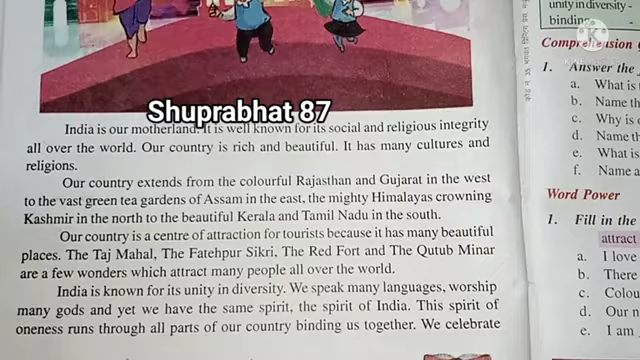 Shuprabhat 87
India is our motherland. It is well known for its social and religious integrity
all over the world. Our country is rich and beautiful. It has many cultures and
religions.
Our country extends from the colourful Rajasthan and Gujarat in the west
to the vast green tea gardens of Assam in the east, the mighty Himalayas crowning
Kashmir in the north to the beautiful Kerala and Tamil Nadu in the south.
Our country is a centre of attraction for tourists because it has many beautiful
places. The Taj Mahal, The Fatehpur Sikri, The Red Fort and The Qutub Minar
are a few wonders which attract many people all over the world.
India is known for its unity in diversity. We speak many languages, worship
many gods and yet we have the same spirit, the spirit of India. This spirit of
oneness runs through all parts of our country binding us together. We celebrate
unity in diversity -
binding
Comprehension
1. Answer the
a. What is
b. Name th
c. Why is
d. Name th
e. What is
f. Name a
Word Power
1. Fill in the
attract
a. I love
b. There
c. Colou
d. Our n
e. I am